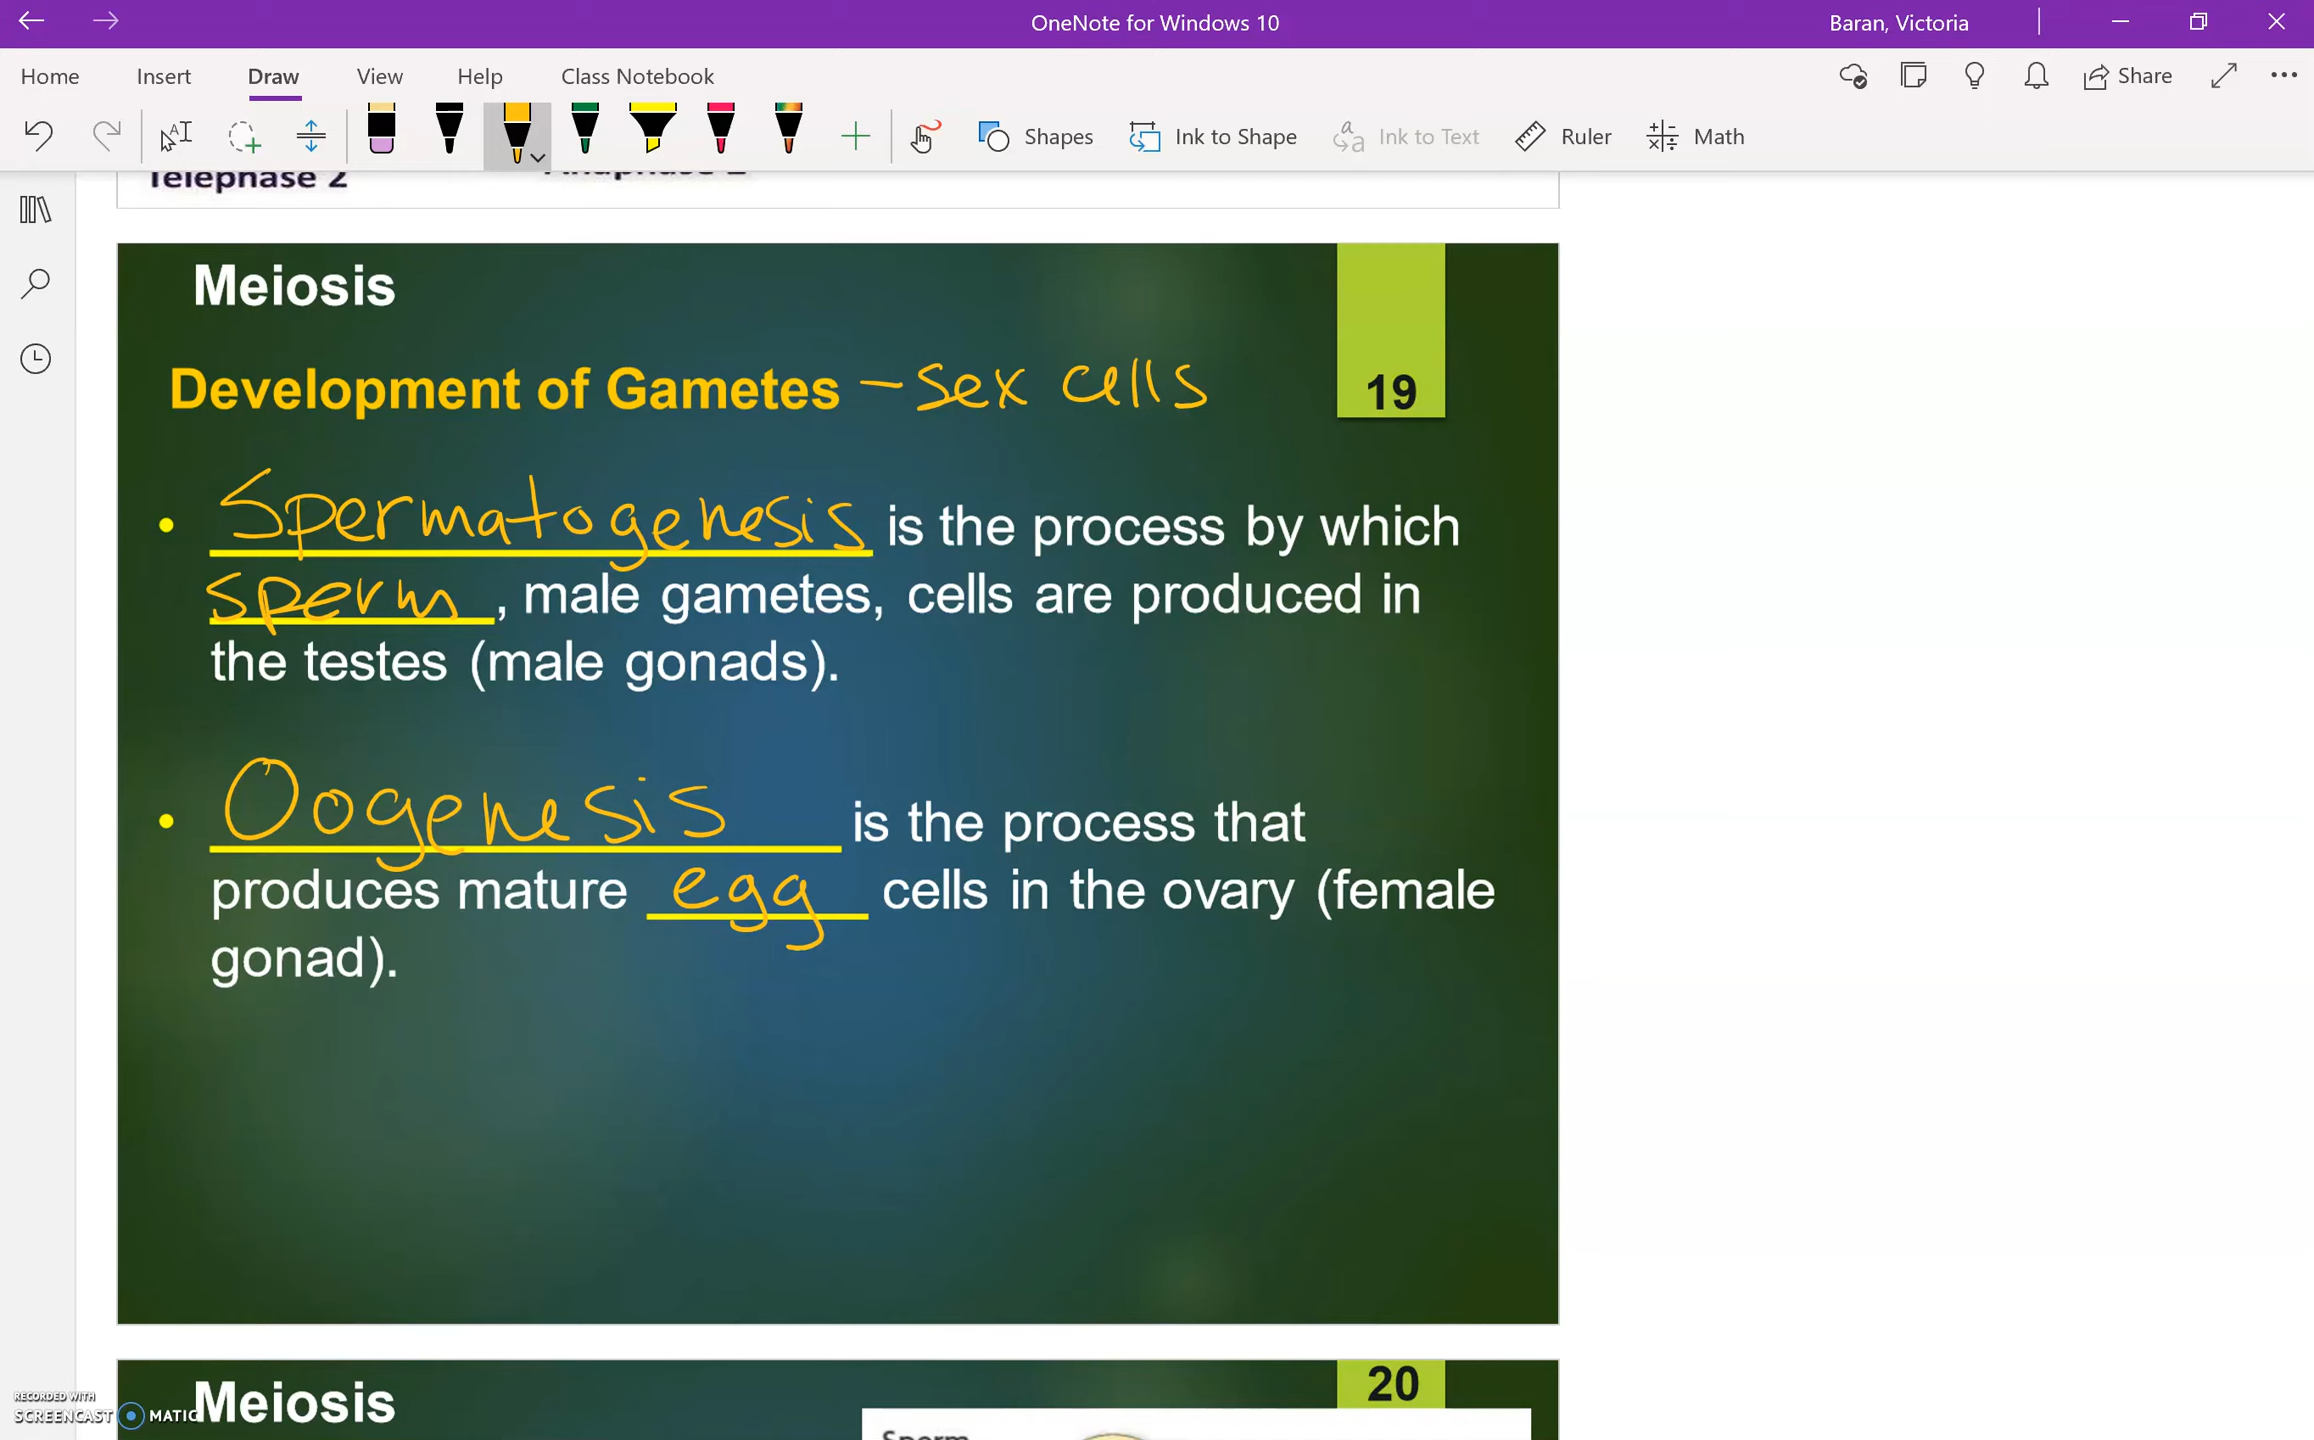 OneNote for Windows 10
Baran, Victoria
Home Insert Draw View Help Class Notebook Share
Shapes Ink to Shape Ink to Text Ruler Math
Telephase 2
Meiosis
19
Development of Gametes - sex cells
• Spermatogenesis is the process by which
sperm, male gametes, cells are produced in
the testes (male gonads).
• Oogenesis is the process that
produces mature egg cells in the ovary (female
gonad).
20
Meiosis
Sperm
RECORDED WITH
SCREENCAST MATIC